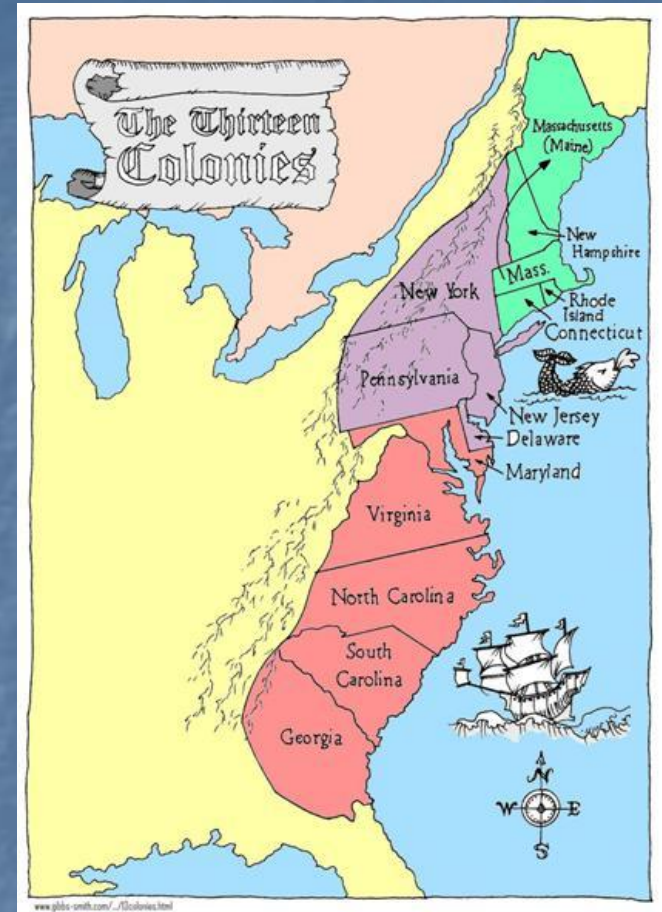 The Thirteen
Colonies
Massachusetts
(Maine)
New
Hampshire
Mass.
New York
Rhode
Island
Connecticut
Pennsylvania
New Jersey
Delaware
Maryland
Virginia
North Carolina
South
Carolina
Georgia
N
W
E
S
www.gibbs-smith.com/.../13colonies.html